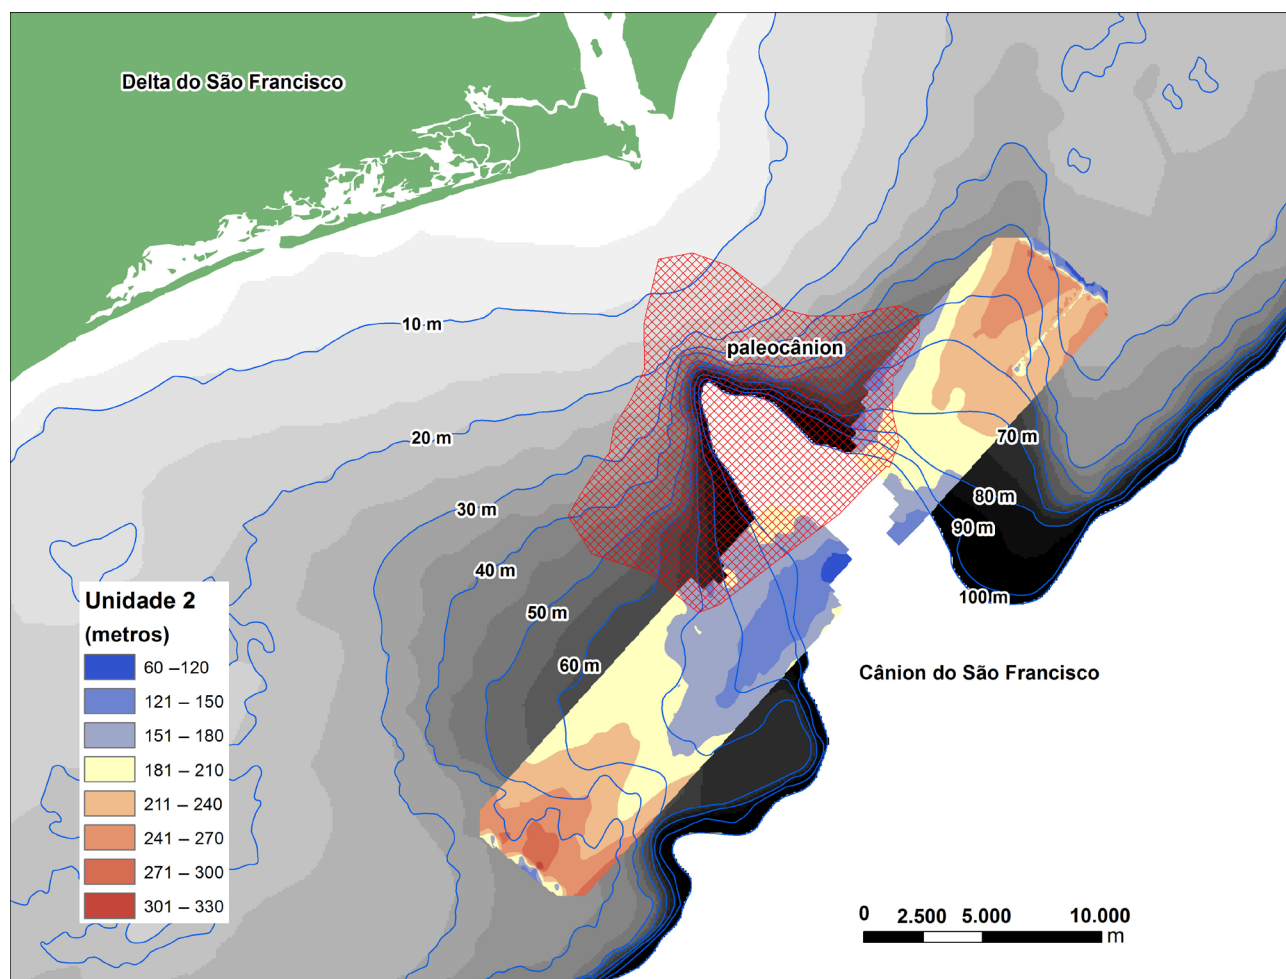 Delta do São Francisco
10 m
paleocânion
20 m
70 m
30 m
80 m
90 m
40 m
100 m
50 m
60 m
Cânion do São Francisco
Unidade 2
(metros)
60 –120
121 – 150
151 – 180
181 – 210
211 – 240
241 – 270
271 – 300
301 – 330
0 2.500 5.000 10.000
m